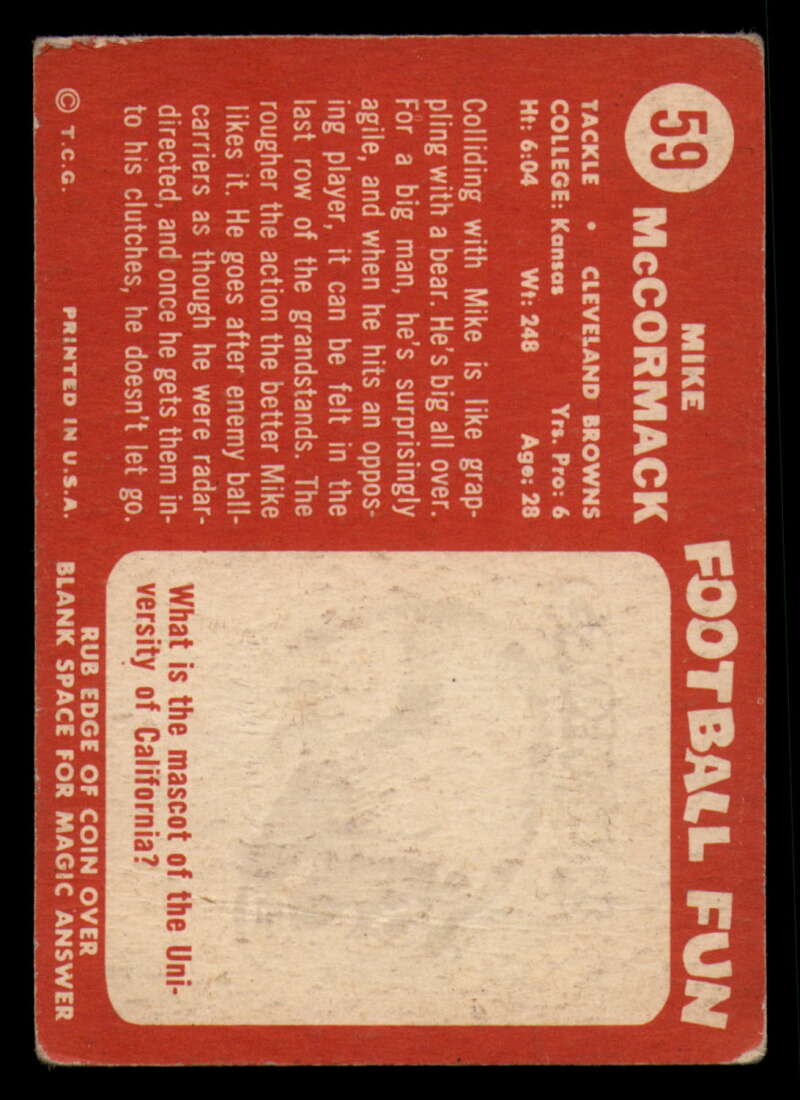 59
MIKE
McCORMACK
TACKLE • CLEVELAND BROWNS
COLLEGE: Kansas Yrs. Pro: 6
Ht: 6:04 Wt: 248 Age: 28
Colliding with Mike is like grap-
pling with a bear. He's big all over.
For a big man, he's surprisingly
agile, and when he hits an oppos-
ing player, it can be felt in the
last row of the grandstands. The
rougher the action the better Mike
likes it. He goes after enemy ball-
carriers as though he were radar-
directed, and once he gets them in-
to his clutches, he doesn't let go.
© T.C.G. PRINTED IN U.S.A.
FOOTBALL FUN
What is the mascot of the Uni-
versity of California?
RUB EDGE OF COIN OVER
BLANK SPACE FOR MAGIC ANSWER